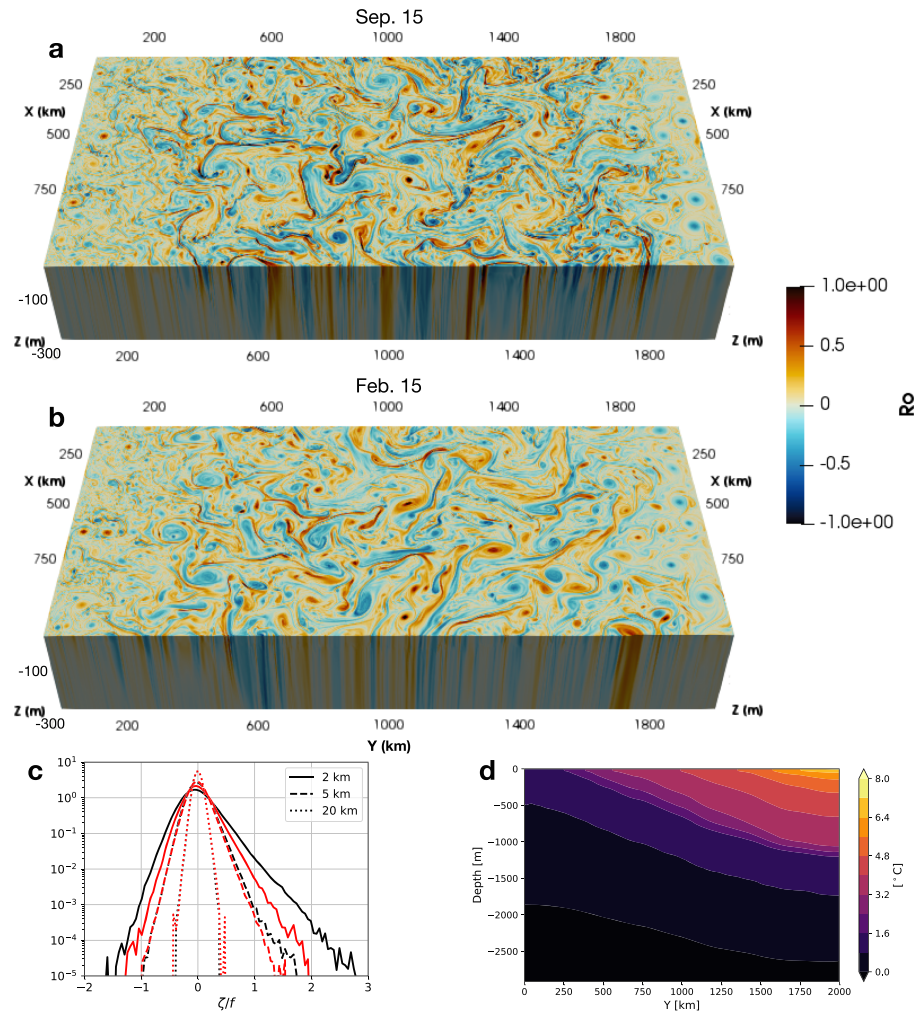 Sep. 15
a
200 600 1000 1400 1800
250 250
X (km) X (km)
500 500
750 750
-100
Z (m) Z (m)
-300
200 600 1000 1400 1800
1.0e+00
0.5
0
-0.5
-1.0e+00
Ro
Feb. 15
b
200 600 1000 1400 1800
250 250
X (km) X (km)
500 500
750 750
-100
Z (m) Z (m)
-300
200 600 1000 1400 1800
Y (km)
c
10^1
10^0
10^-1
10^-2
10^-3
10^-4
10^-5
2 km
5 km
20 km
−2 −1 0 1 2 3
ζ/f
d
0
−500
−1000
−1500
−2000
−2500
Depth [m]
0 250 500 750 1000 1250 1500 1750 2000
Y [km]
8.0
6.4
4.8
3.2
1.6
0.0
[°C]